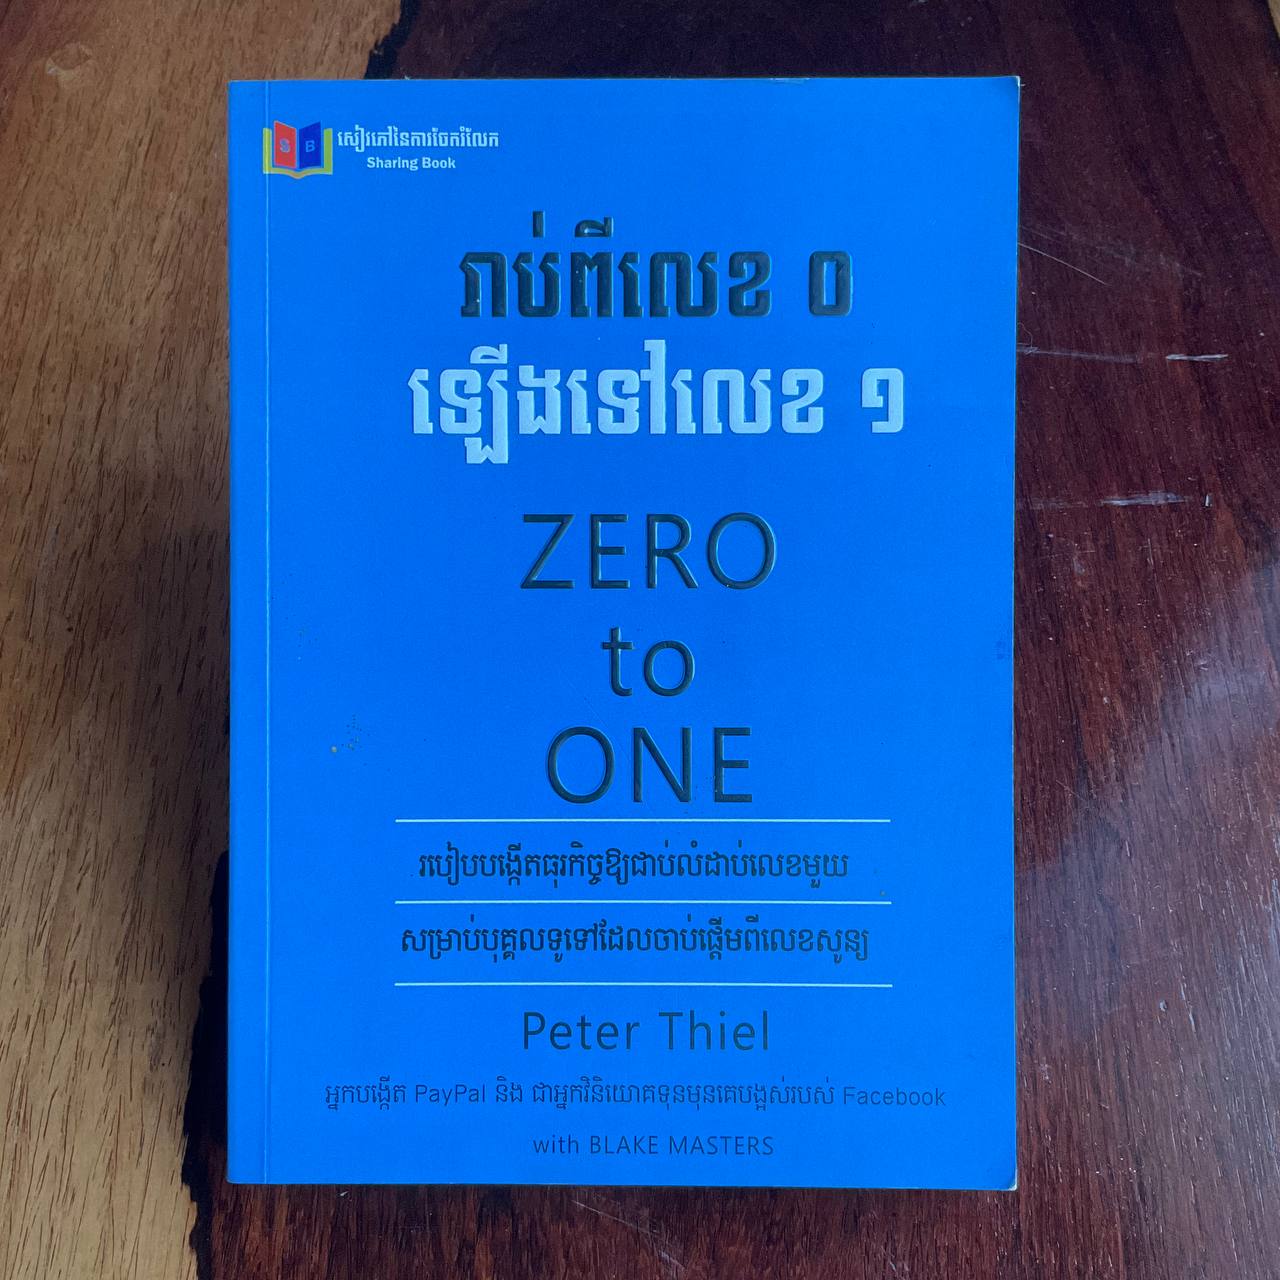 S B
សៀវភៅនៃការចែករំលែក
Sharing Book
រាប់ពីលេខ ០
ឡើងទៅលេខ ១
ZERO
to
ONE
របៀបបង្កើតធុរកិច្ចឱ្យជាប់លំដាប់លេខមួយ
សម្រាប់បុគ្គលទូទៅដែលចាប់ផ្តើមពីលេខសូន្យ
Peter Thiel
អ្នកបង្កើត PayPal និង ជាអ្នកវិនិយោគទុនមុនគេបង្អស់របស់ Facebook
with BLAKE MASTERS